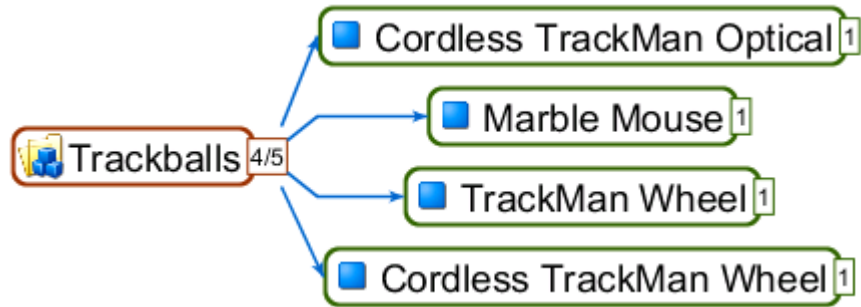 Cordless TrackMan Optical 1
Marble Mouse 1
Trackballs 4/5
TrackMan Wheel 1
Cordless TrackMan Wheel 1